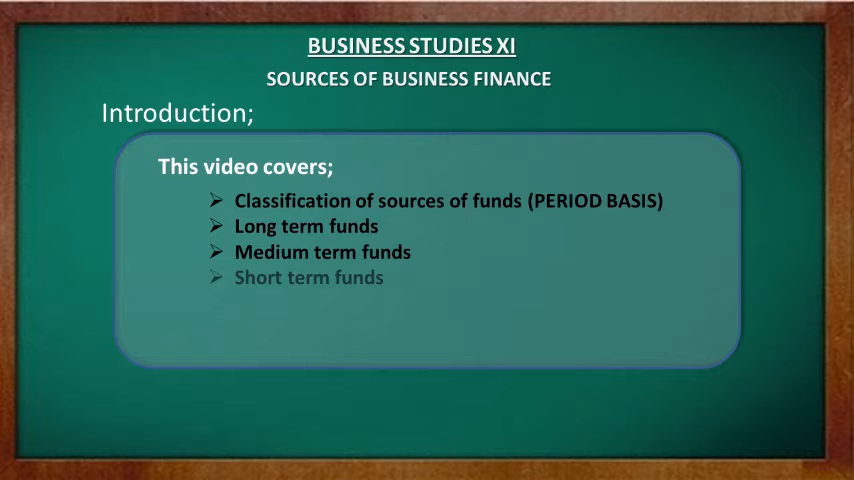 BUSINESS STUDIES XI
SOURCES OF BUSINESS FINANCE
Introduction;
This video covers;
➢ Classification of sources of funds (PERIOD BASIS)
➢ Long term funds
➢ Medium term funds
➢ Short term funds